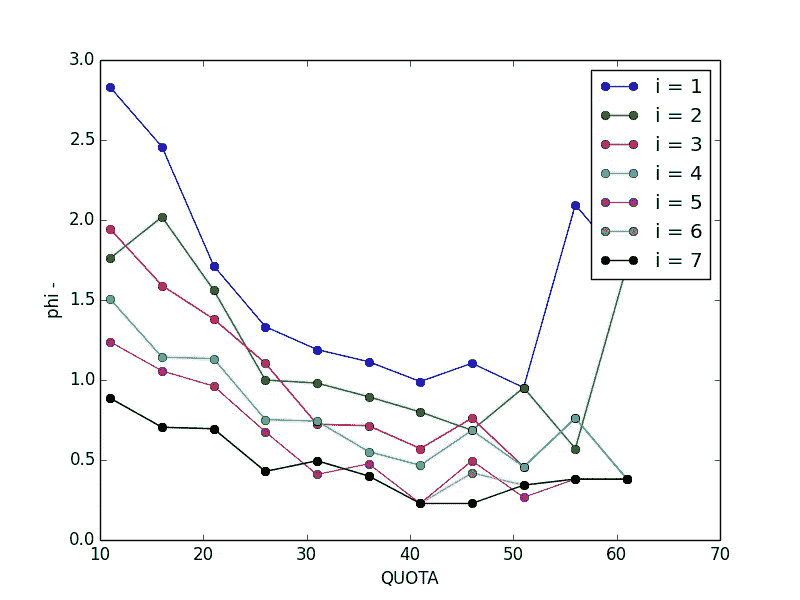 3.0
2.5
2.0
1.5
1.0
0.5
0.0
phi -
10 20 30 40 50 60 70
QUOTA
i = 1
i = 2
i = 3
i = 4
i = 5
i = 6
i = 7